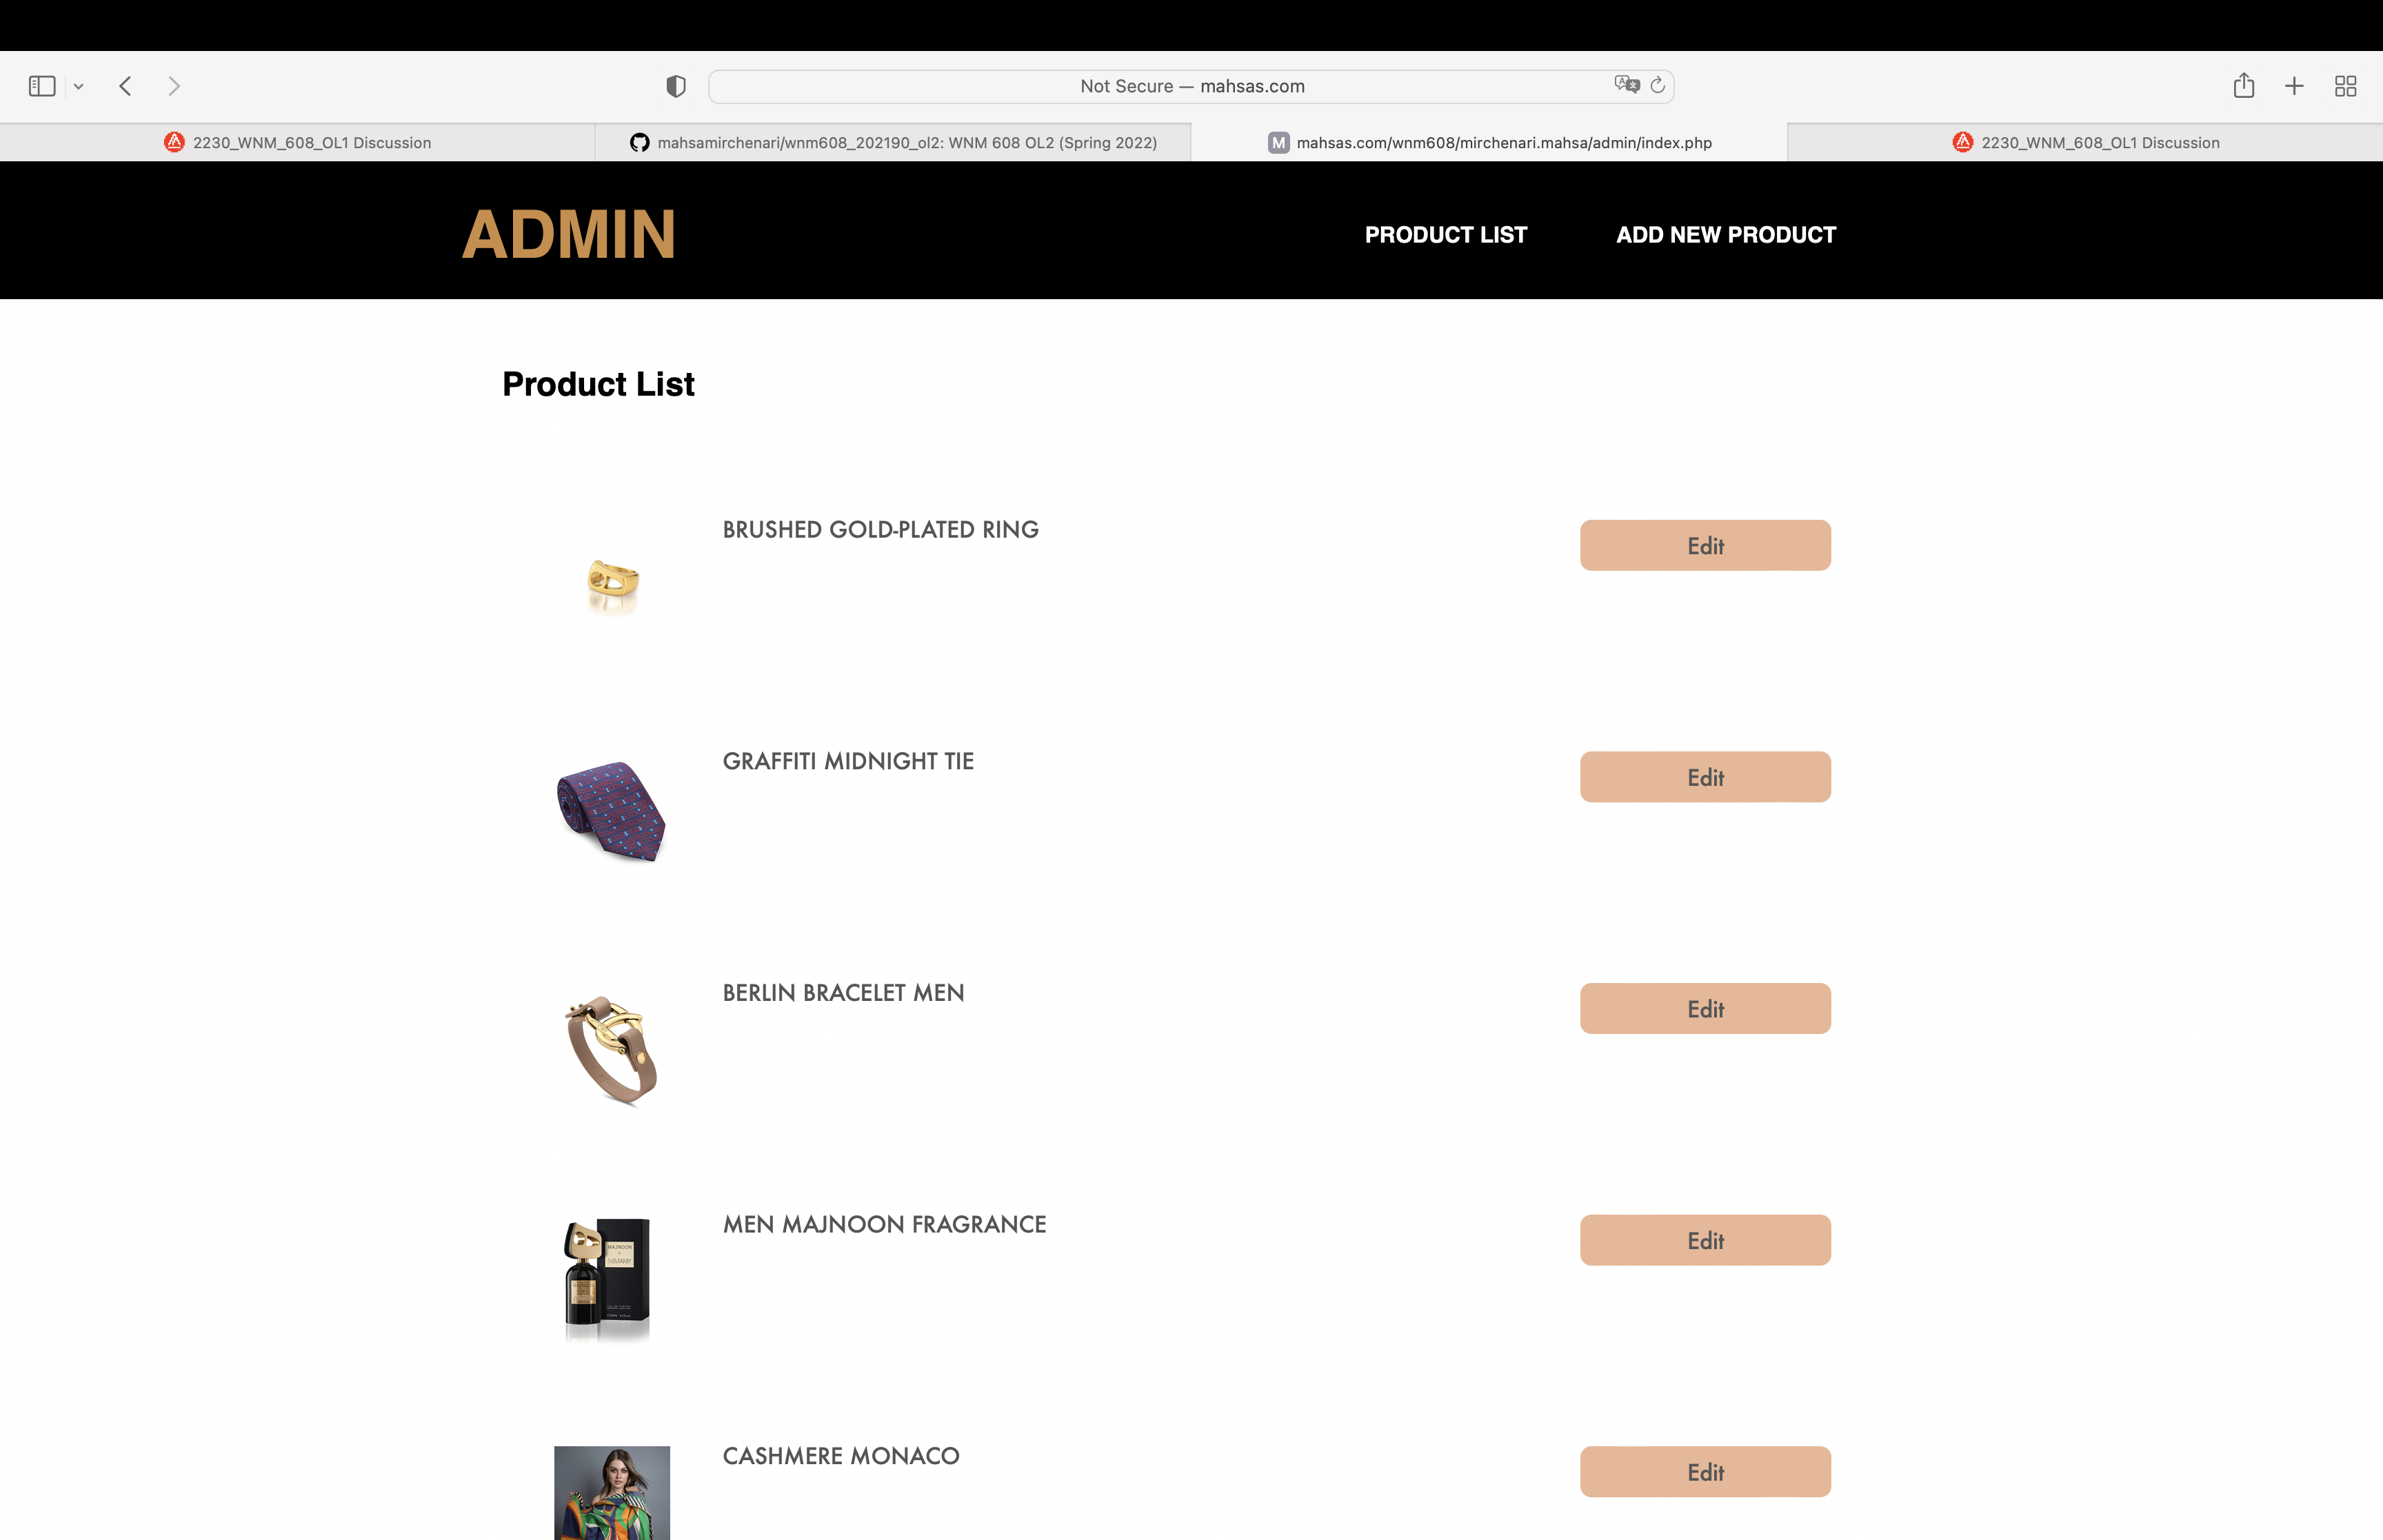 Not Secure — mahsas.com
2230_WNM_608_OL1 Discussion
mahsamirchenari/wnm608_202190_ol2: WNM 608 OL2 (Spring 2022)
M mahsas.com/wnm608/mirchenari.mahsa/admin/index.php
2230_WNM_608_OL1 Discussion
ADMIN
PRODUCT LIST
ADD NEW PRODUCT
Product List
BRUSHED GOLD-PLATED RING
Edit
GRAFFITI MIDNIGHT TIE
Edit
BERLIN BRACELET MEN
Edit
MEN MAJNOON FRAGRANCE
Edit
MAJNOON
CASHMERE MONACO
Edit